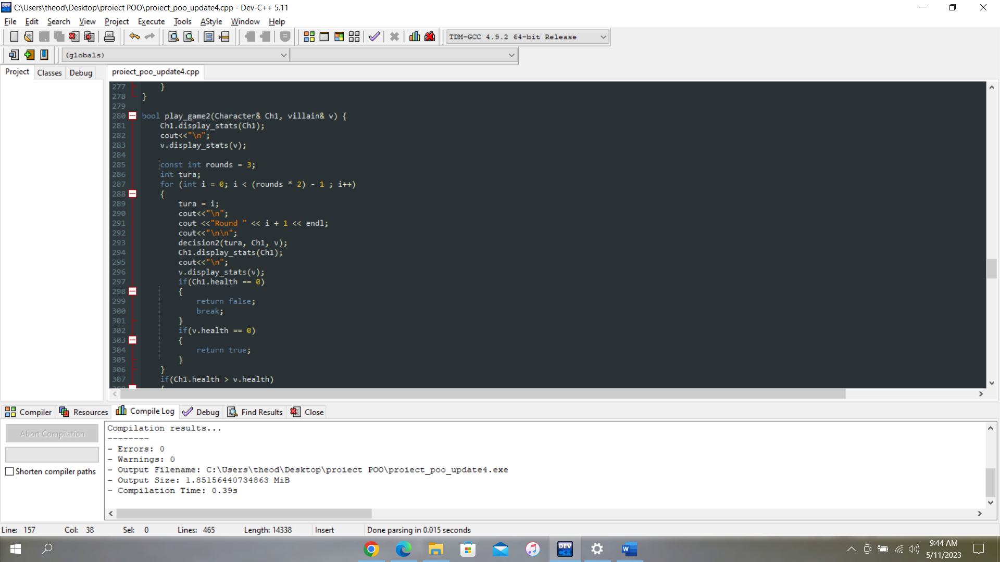 C:\Users\theod\Desktop\proiect POO\proiect_poo_update4.cpp - Dev-C++ 5.11
File Edit Search View Project Execute Tools AStyle Window Help
TDM-GCC 4.9.2 64-bit Release
(globals)
Project Classes Debug
proiect_poo_update4.cpp
277 }
278 }
279
280 bool play_game2(Character& Ch1, villain& v) {
281 Ch1.display_stats(Ch1);
282 cout<<"\n";
283 v.display_stats(v);
284
285 const int rounds = 3;
286 int tura;
287 for (int i = 0; i < (rounds * 2) - 1 ; i++)
288 {
289 tura = i;
290 cout<<"\n";
291 cout <<"Round " << i + 1 << endl;
292 cout<<"\n\n";
293 decision2(tura, Ch1, v);
294 Ch1.display_stats(Ch1);
295 cout<<"\n";
296 v.display_stats(v);
297 if(Ch1.health == 0)
298 {
299 return false;
300 break;
301 }
302 if(v.health == 0)
303 {
304 return true;
305 }
306 }
307 if(Ch1.health > v.health)
Compiler Resources Compile Log Debug Find Results Close
Abort Compilation
Shorten compiler paths
Compilation results...
--------
- Errors: 0
- Warnings: 0
- Output Filename: C:\Users\theod\Desktop\proiect POO\proiect_poo_update4.exe
- Output Size: 1.85156440734863 MiB
- Compilation Time: 0.39s
Line: 157 Col: 38 Sel: 0 Lines: 465 Length: 14338 Insert Done parsing in 0.015 seconds
DEV C++
9:44 AM
5/11/2023